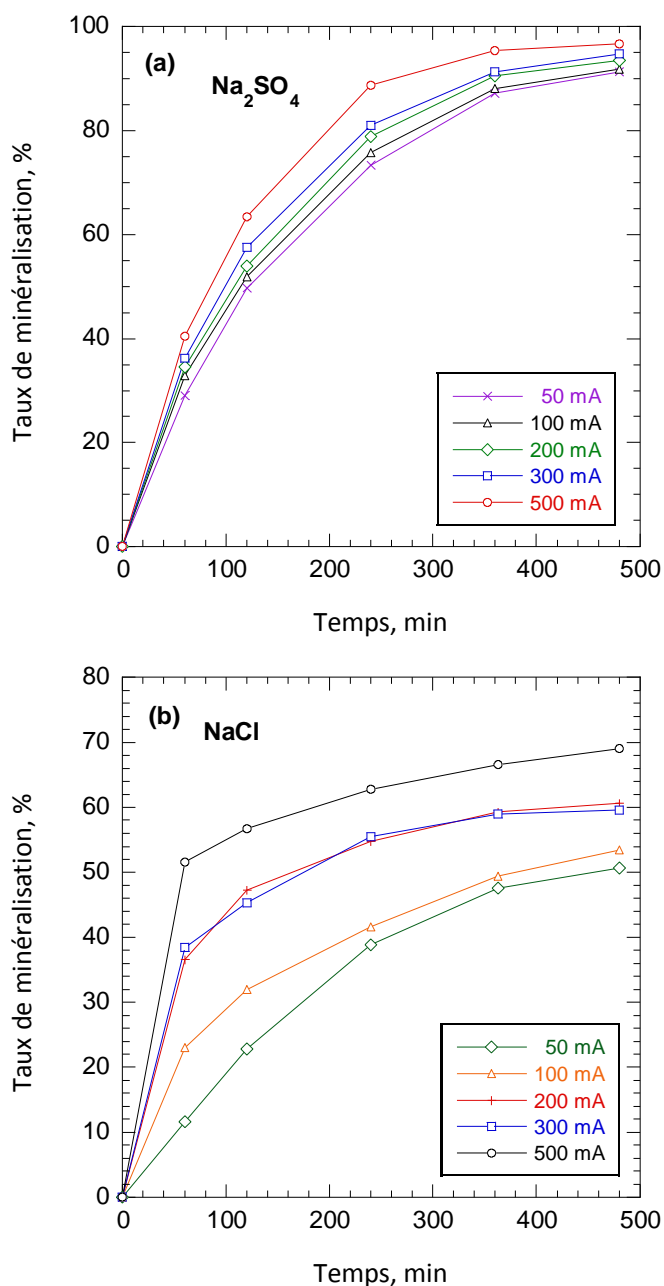 100
(a)
Na2SO4
80
60
40
20
0
Taux de minéralisation, %
50 mA
100 mA
200 mA
300 mA
500 mA
0 100 200 300 400 500
Temps, min
80
(b)
NaCl
70
60
50
40
30
20
10
0
Taux de minéralisation, %
50 mA
100 mA
200 mA
300 mA
500 mA
0 100 200 300 400 500
Temps, min